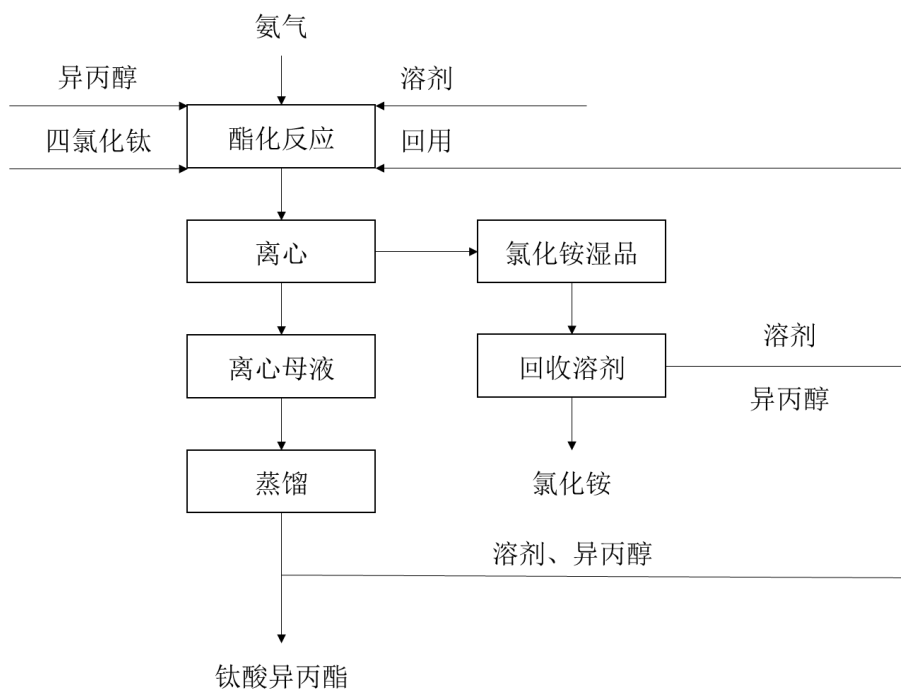 氨气
异丙醇
溶剂
四氯化钛
酯化反应
回用
离心
氯化铵湿品
离心母液
回收溶剂
溶剂
异丙醇
蒸馏
氯化铵
溶剂、异丙醇
钛酸异丙酯